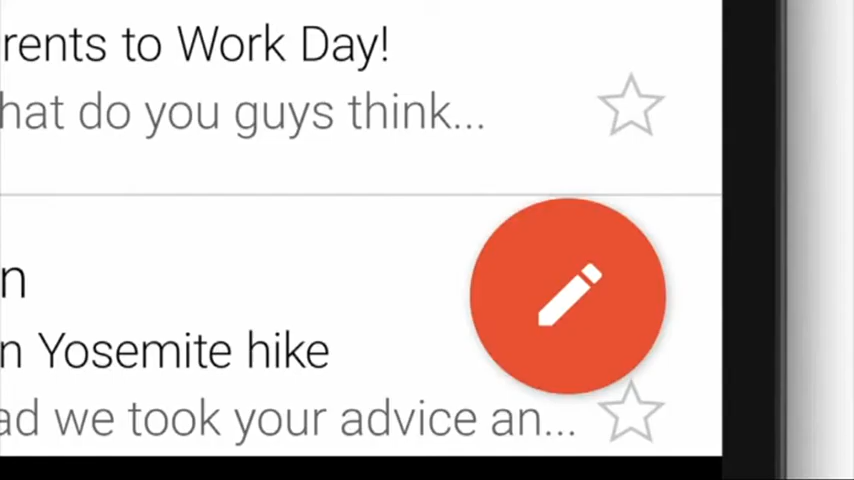 rents to Work Day!
hat do you guys think...
n
n Yosemite hike
ad we took your advice an...